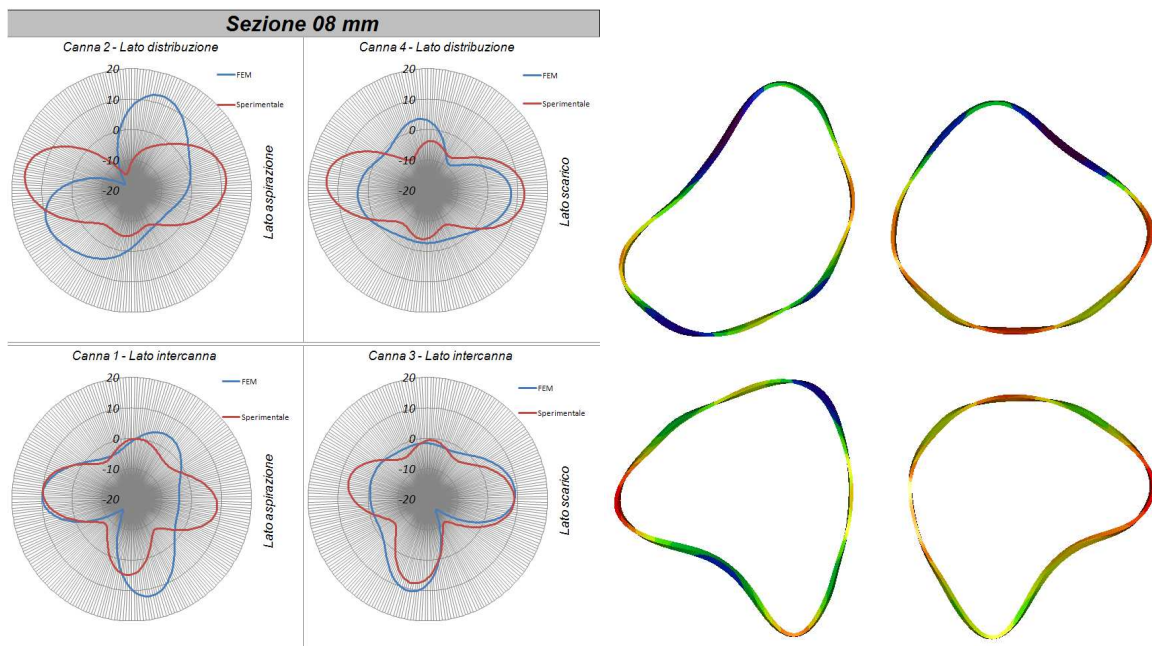 Sezione 08 mm
Canna 2 - Lato distribuzione
20
10
0
-10
-20
FEM
Sperimentale
Lato aspirazione
Canna 4 - Lato distribuzione
20
10
0
-10
-20
FEM
Sperimentale
Lato scarico
Canna 1 - Lato intercanna
20
10
0
-10
-20
FEM
Sperimentale
Lato aspirazione
Canna 3 - Lato intercanna
20
10
0
-10
-20
FEM
Sperimentale
Lato scarico